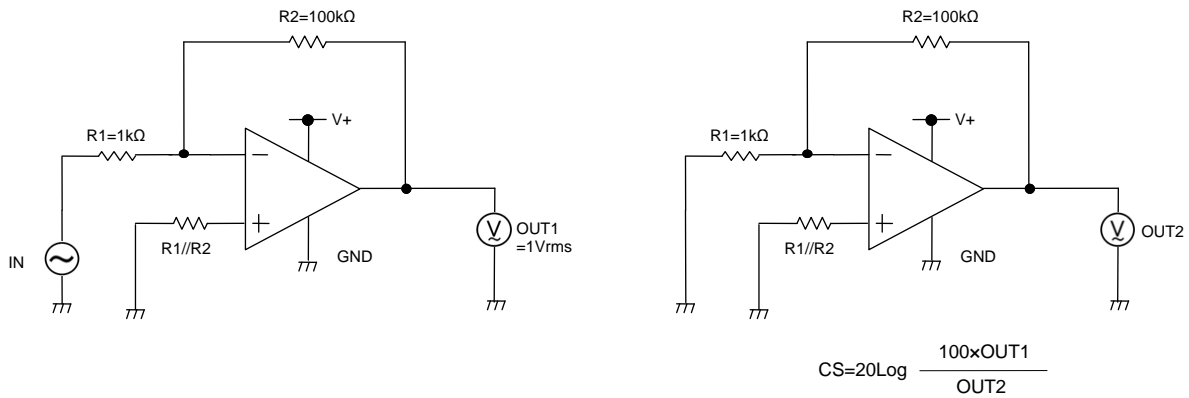 R2=100kΩ
V+
R1=1kΩ
−
+
R1//R2
OUT1
=1Vrms
V
~
IN
GND
R2=100kΩ
V+
R1=1kΩ
−
+
R1//R2
V
~
OUT2
GND
CS=20Log 100×OUT1
OUT2